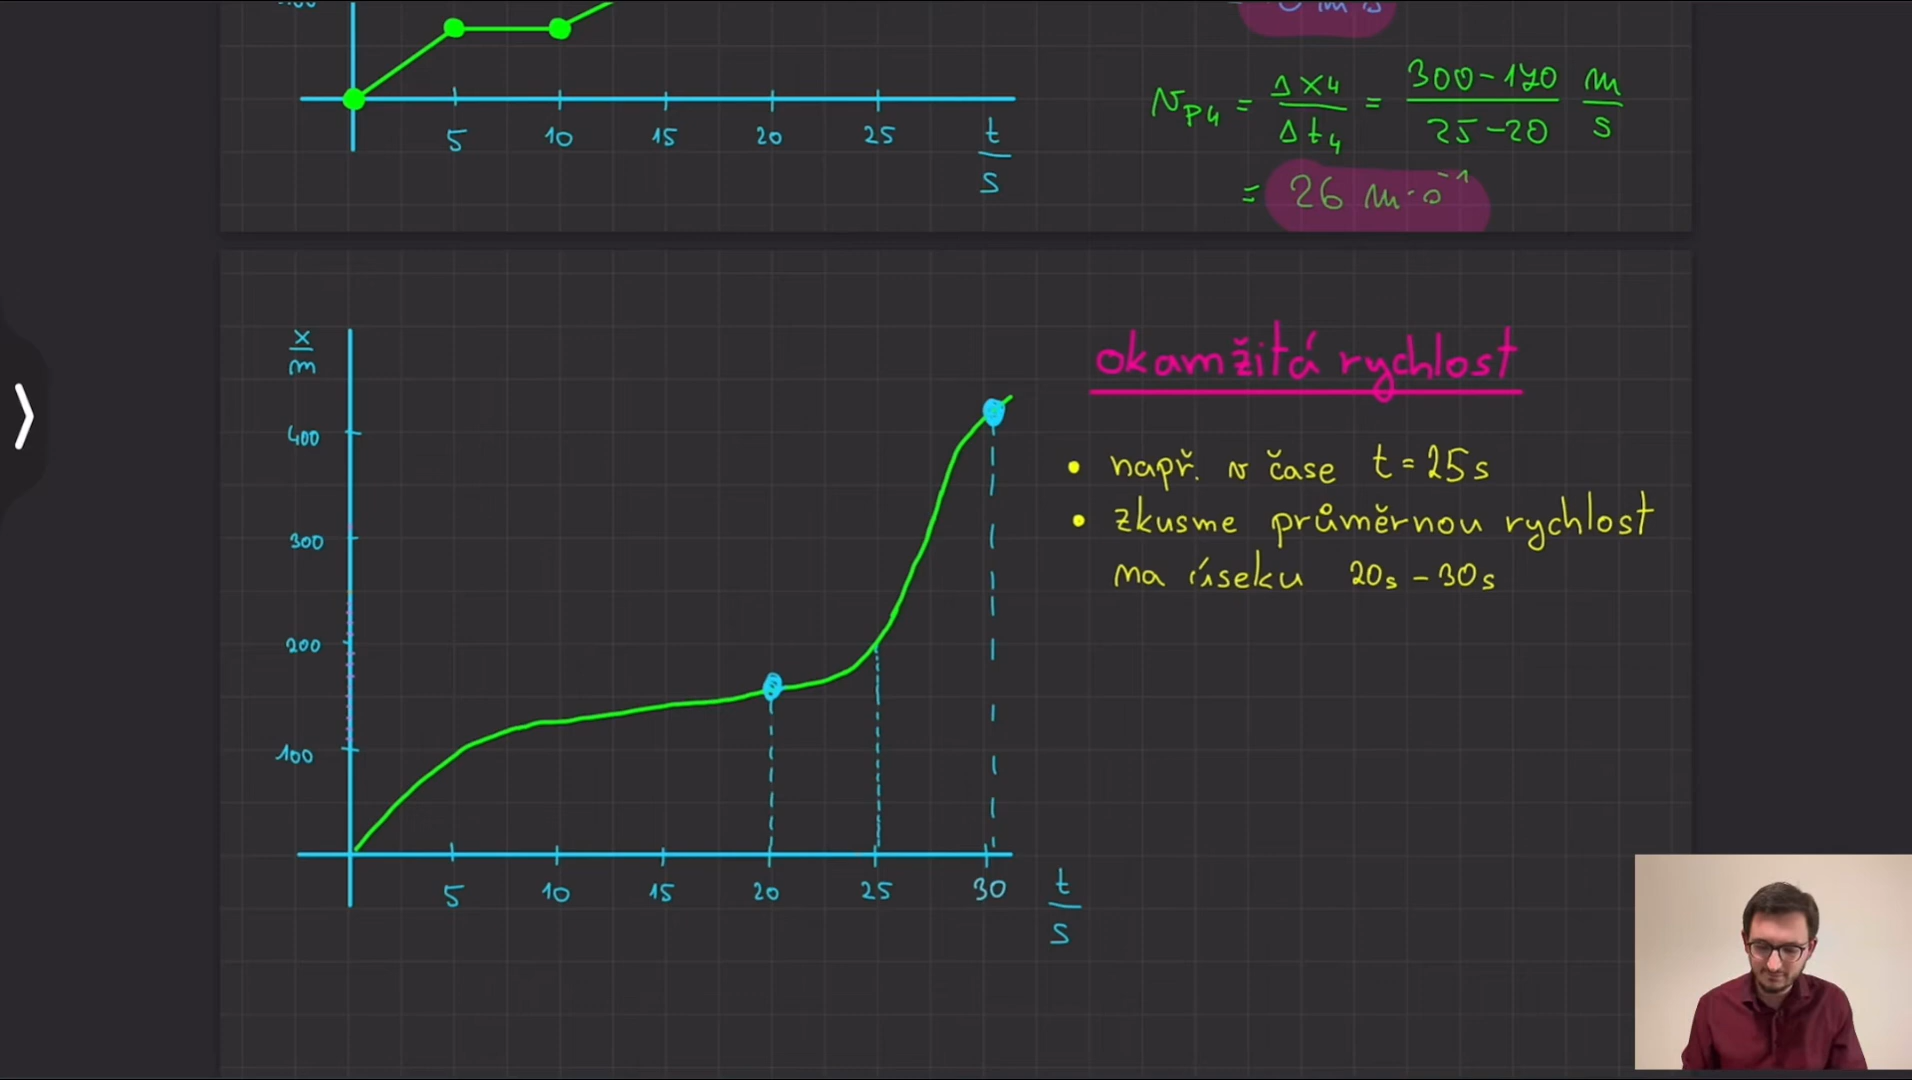 5 10 15 20 25 t/s
v_p4 = Δx4/Δt4 = (300-170)/(25-20) m/s
= 26 m·s⁻¹
x/m
okamžitá rychlost
400
• např. v čase t = 25 s
• zkusme průměrnou rychlost
300
na úseku 20s - 30s
200
100
5 10 15 20 25 30 t/s